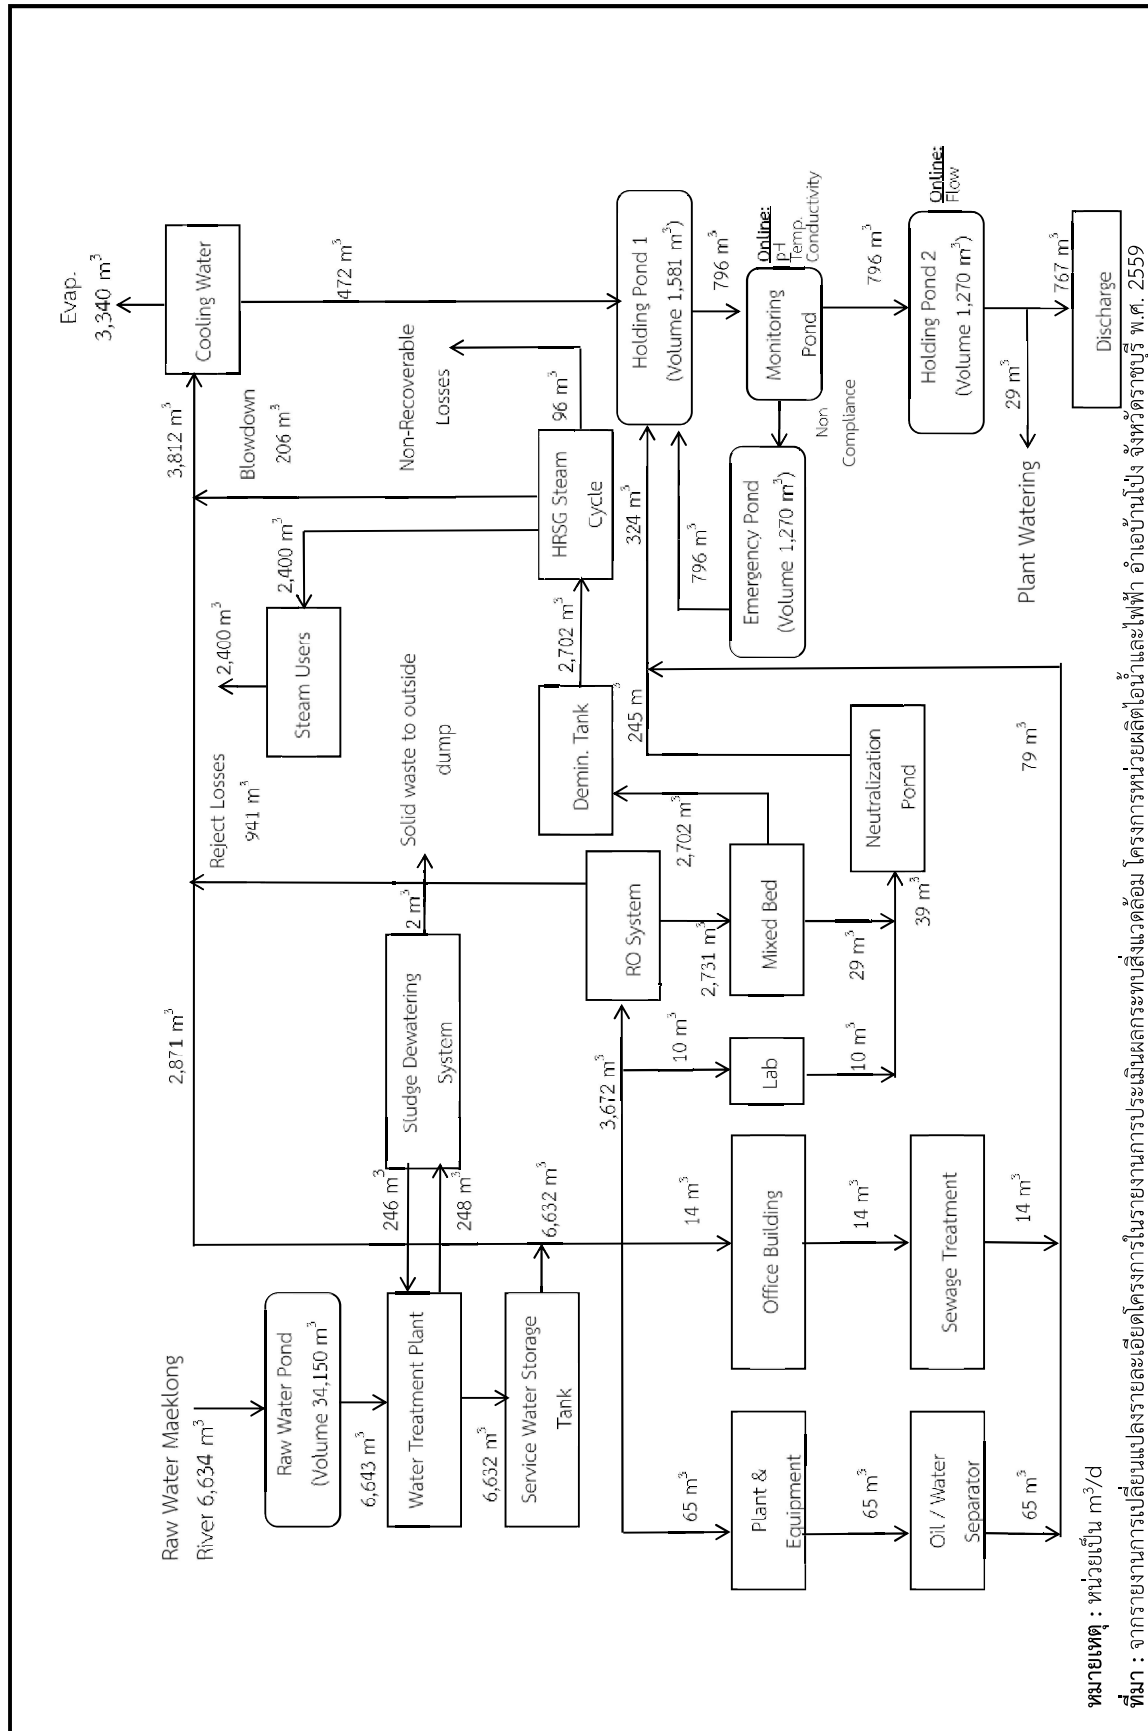 Raw Water Maeklong
River 6,634 m³
Raw Water Pond
(Volume 34,150 m³)
6,643 m³
Water Treatment Plant
6,632 m³
Service Water Storage
Tank
6,632 m³
246 m³
248 m³
Sludge Dewatering
System
2 m³
Solid waste to outside
dump
2,871 m³
Reject Losses
941 m³
3,812 m³
Blowdown
206 m³
Evap.
3,340 m³
Cooling Water
472 m³
2,400 m³
Steam Users
2,400 m³
Non-Recoverable
Losses
96 m³
HRSG Steam
Cycle
2,702 m³
Demin. Tank
2,702 m³
RO System
3,672 m³
2,731 m³
Mixed Bed
29 m³
10 m³
Lab
10 m³
39 m³
Neutralization
Pond
245 m³
324 m³
14 m³
Office Building
14 m³
Sewage Treatment
14 m³
65 m³
Plant &
Equipment
65 m³
Oil / Water
Separator
65 m³
79 m³
Holding Pond 1
(Volume 1,581 m³)
796 m³
Online:
pH
Temp.
Conductivity
Monitoring
Pond
Non
Compliance
Emergency Pond
(Volume 1,270 m³)
796 m³
796 m³
Online:
Flow
Holding Pond 2
(Volume 1,270 m³)
29 m³
Plant Watering
767 m³
Discharge
หมายเหตุ : หน่วยเป็น m³/d
ที่มา : จากรายงานการเปลี่ยนแปลงรายละเอียดโครงการในรายงานการประเมินผลกระทบสิ่งแวดล้อม โครงการหน่วยผลิตไอน้ำและไฟฟ้า อำเอบ้านโป่ง จังหวัดราชบุรี พ.ศ. 2559